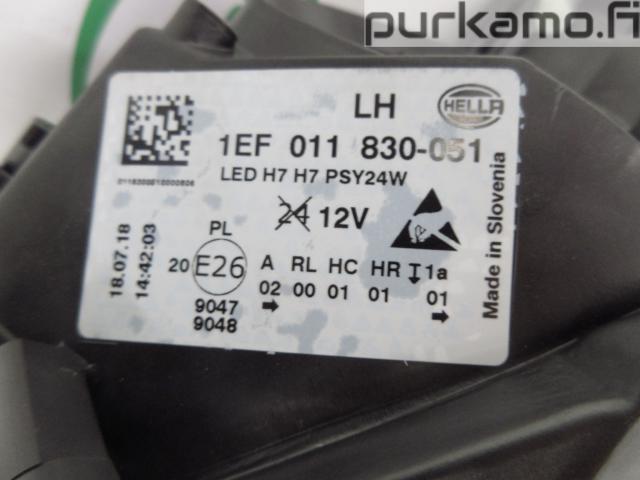 purkamo.fi
LH HELLA
1EF 011 830-051
LED H7 H7 PSY24W
24 12V
PL
20 E26 A RL HC HR 1a
02 00 01 01 01
9047
9048
18.07.18
14:42:03
Made in Slovenia